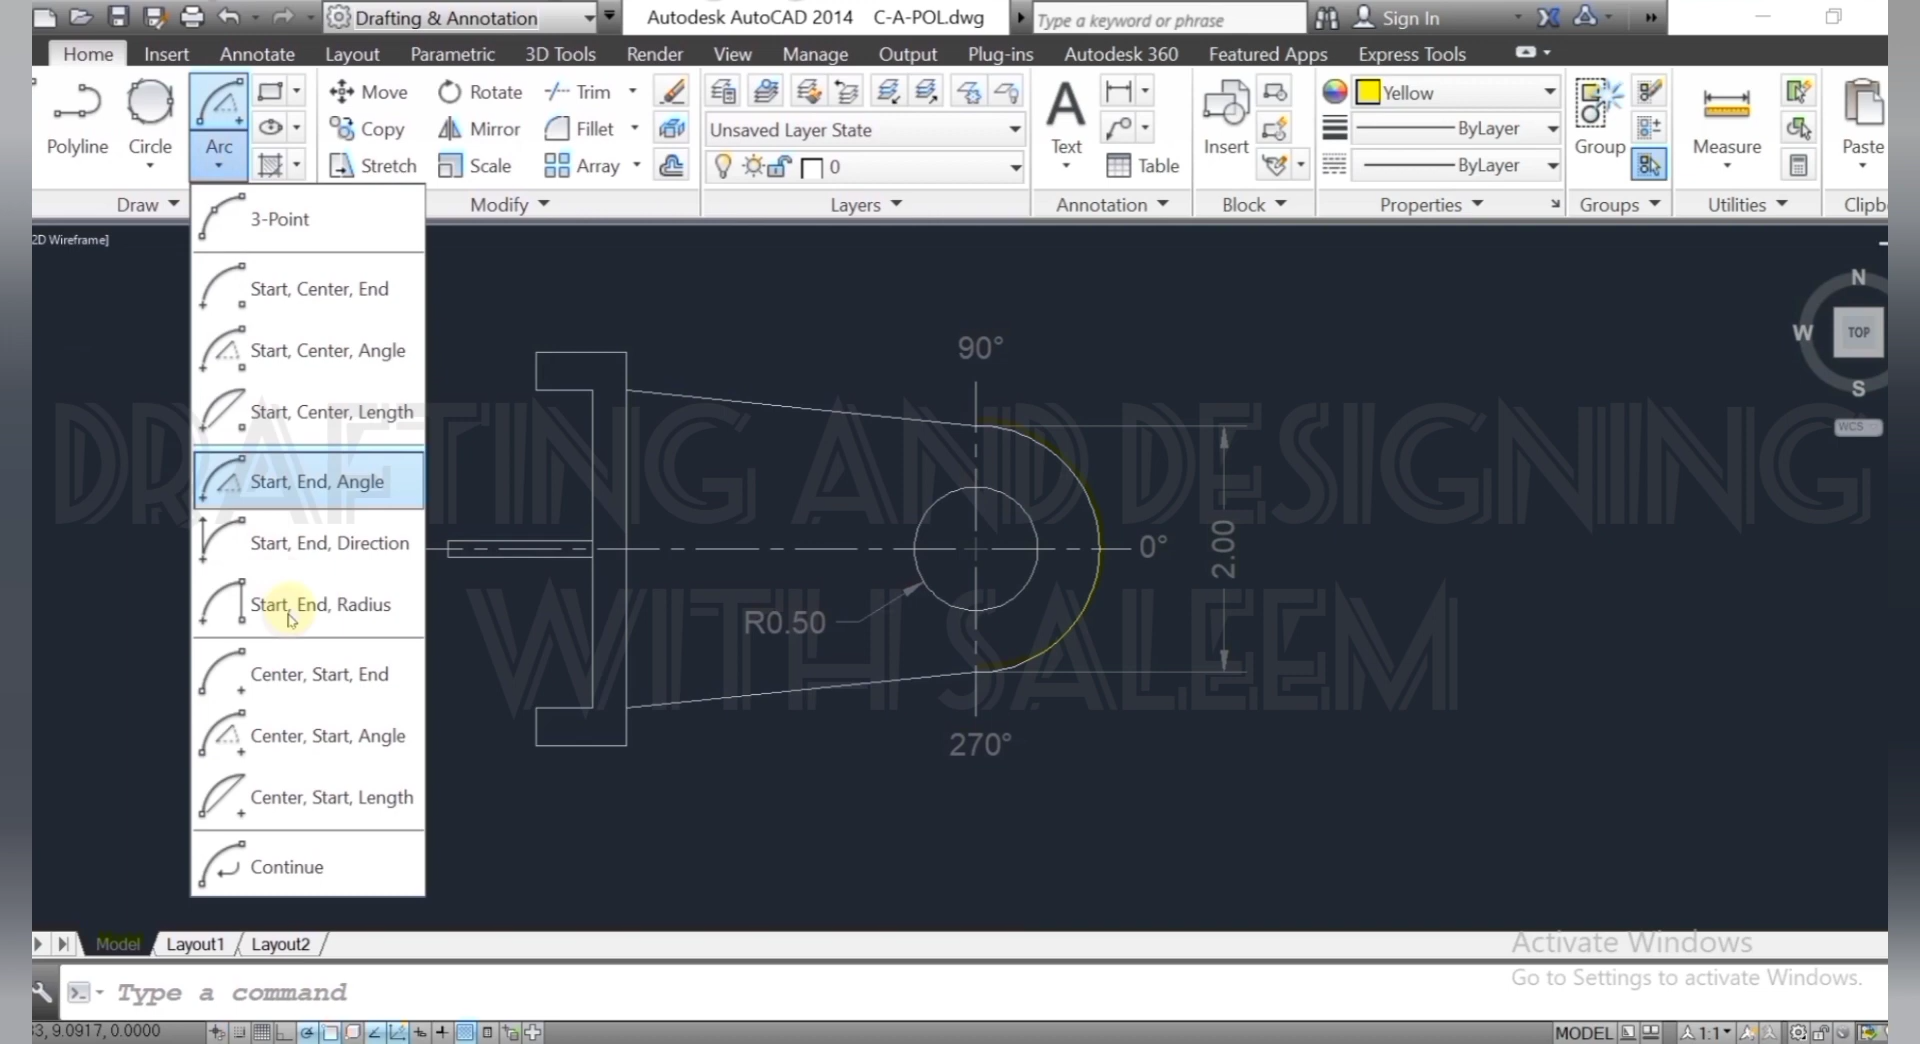 Drafting & Annotation
Autodesk AutoCAD 2014 C-A-POL.dwg
Type a keyword or phrase
Sign In
Home Insert Annotate Layout Parametric 3D Tools Render View Manage Output Plug-ins Autodesk 360 Featured Apps Express Tools
Polyline
Circle
Arc
Move
Rotate
Trim
Copy
Mirror
Fillet
Stretch
Scale
Array
Unsaved Layer State
0
Text
Table
Insert
Yellow
ByLayer
ByLayer
Group
Measure
Paste
Draw
Modify
Layers
Annotation
Block
Properties
Groups
Utilities
Clipb
2D Wireframe]
3-Point
Start, Center, End
Start, Center, Angle
Start, Center, Length
Start, End, Angle
Start, End, Direction
Start, End, Radius
Center, Start, End
Center, Start, Angle
Center, Start, Length
Continue
90°
0°
2.00
R0.50
270°
N
W
TOP
S
WCS
DRAFTING AND DESIGNING
WITH SALEEM
Model Layout1 Layout2
Activate Windows
Go to Settings to activate Windows.
Type a command
33, 9.0917, 0.0000
MODEL
1:1